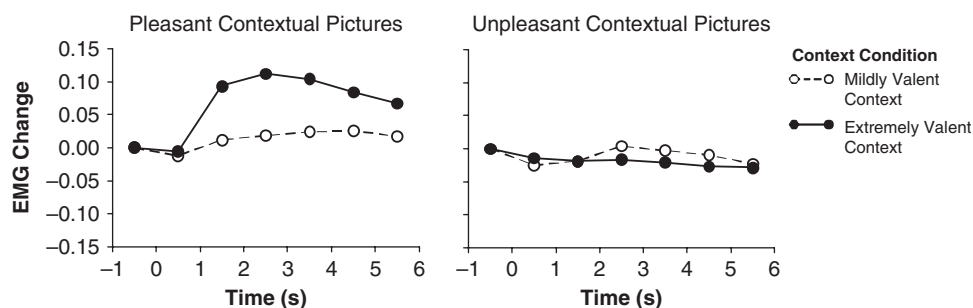 Pleasant Contextual Pictures
Unpleasant Contextual Pictures
EMG Change
0.15
0.10
0.05
0.00
–0.05
–0.10
–0.15
–1 0 1 2 3 4 5 6
Time (s)
–1 0 1 2 3 4 5 6
Time (s)
Context Condition
Mildly Valent
Context
Extremely Valent
Context